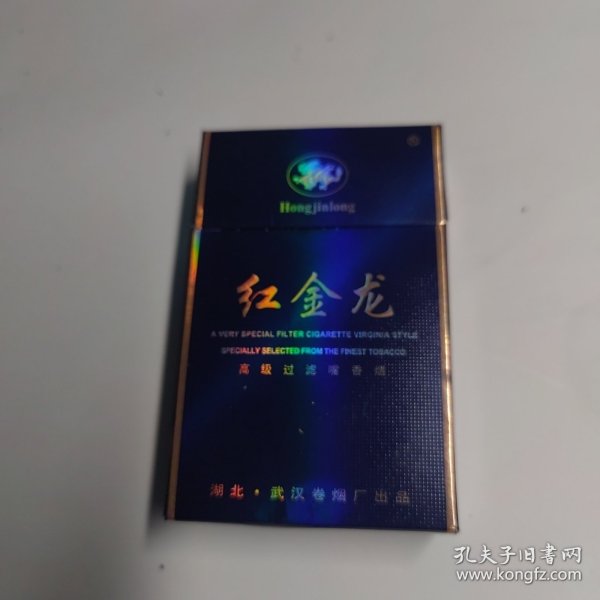 Hongjinlong
红金龙
A VERY SPECIAL FILTER CIGARETTE VIRGINIA STYLE
SPECIALLY SELECTED FROM THE FINEST TOBACCO
高级过滤嘴香烟
湖北·武汉卷烟厂出品
孔夫子旧书网
www.kongfz.com